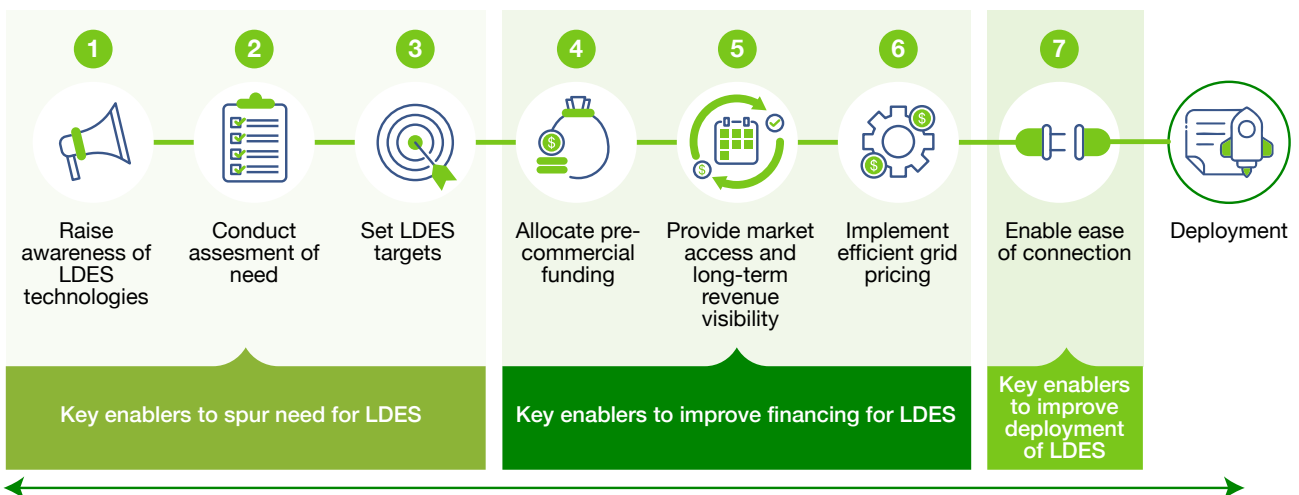 1
2
3
4
5
6
7
$
$
$
$
Raise
awareness of
LDES
technologies
Conduct
assesment of
need
Set LDES
targets
Allocate pre-
commercial
funding
Provide market
access and
long-term
revenue
visibility
Implement
efficient grid
pricing
Enable ease
of connection
Deployment
Key enablers to spur need for LDES
Key enablers to improve financing for LDES
Key enablers
to improve
deployment
of LDES